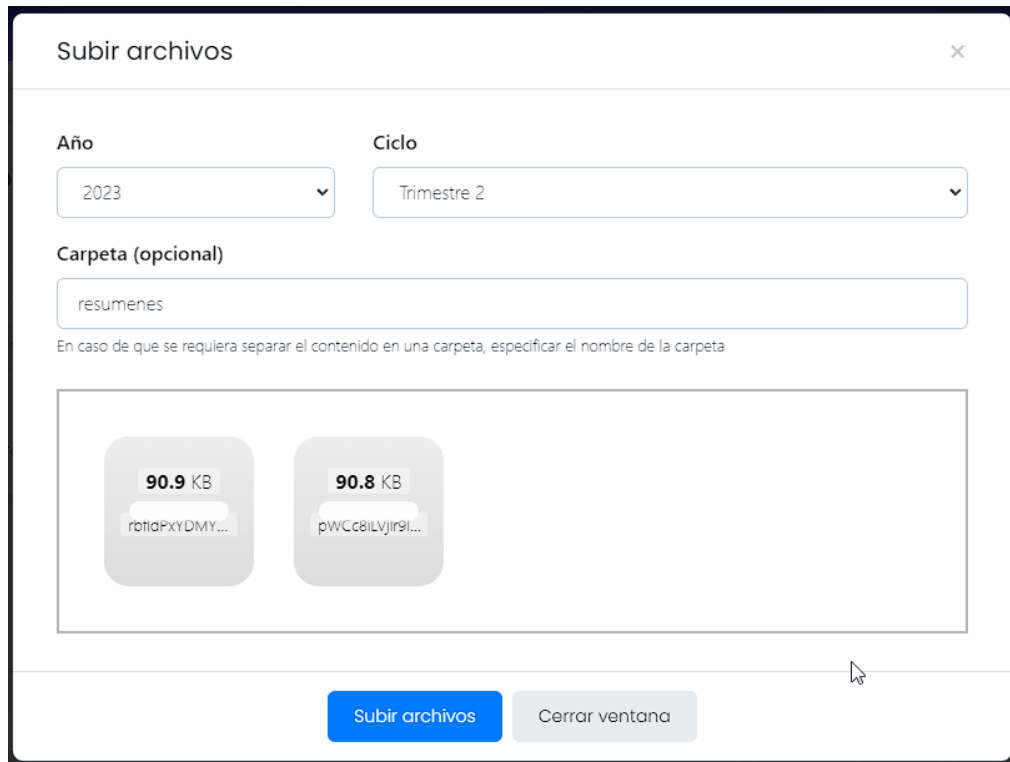 Subir archivos
×
Año
Ciclo
2023
Trimestre 2
Carpeta (opcional)
resumenes
En caso de que se requiera separar el contenido en una carpeta, especificar el nombre de la carpeta
90.9 KB
90.8 KB
Subir archivos
Cerrar ventana